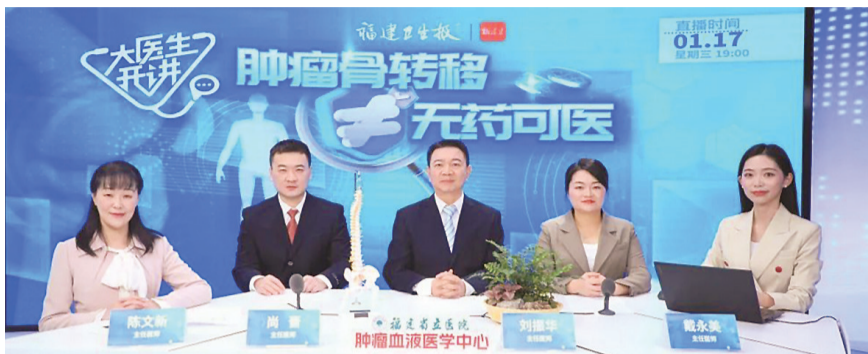 福建卫生报
直播时间
01.17
星期三 19:00
大医生
开讲
肿瘤骨转移
≠
无药可医
陈文新
主任医师
尚蔷
主任医师
刘振华
主任医师
戴永美
主任医师
福建省立医院
肿瘤血液医学中心